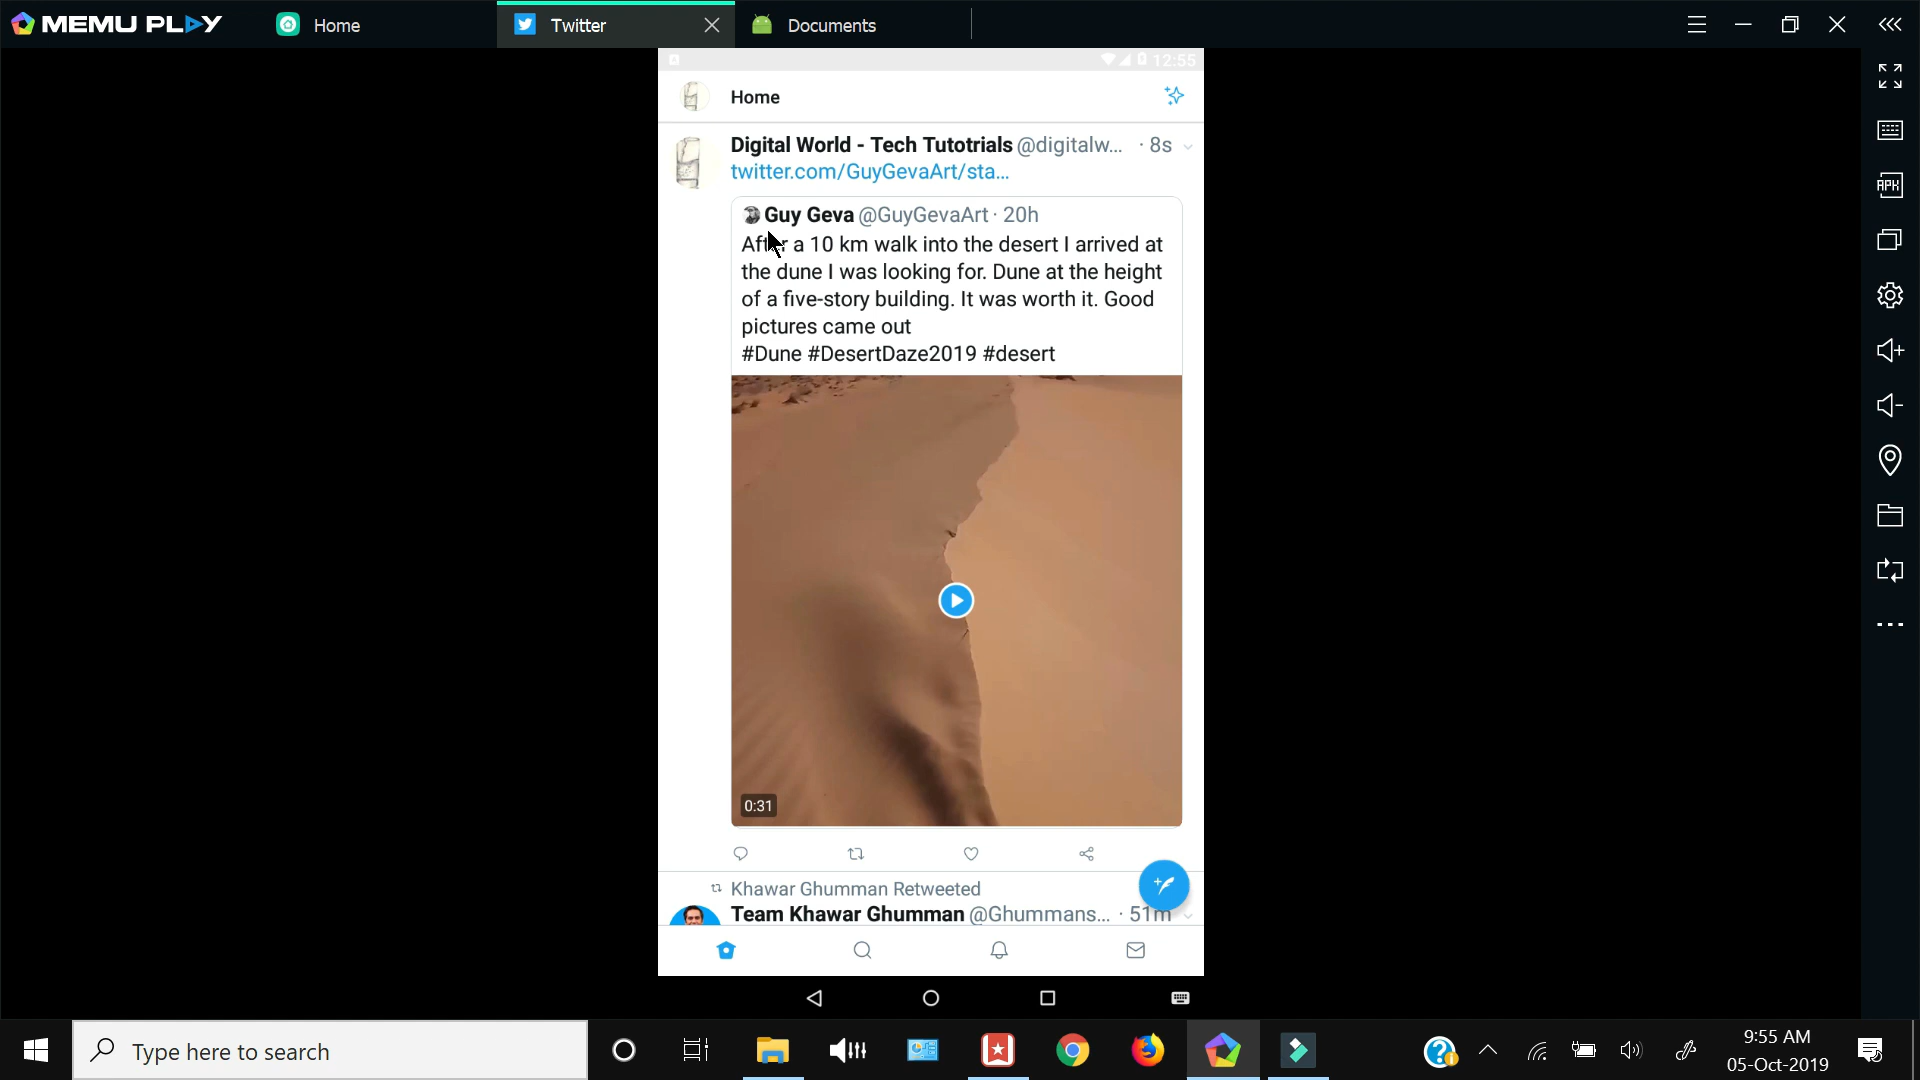 MEMU PLAY
Home
Twitter
Documents
12:55
Home
Digital World - Tech Tutotrials @digitalw... · 8s
twitter.com/GuyGevaArt/sta...
Guy Geva @GuyGevaArt · 20h
After a 10 km walk into the desert I arrived at
the dune I was looking for. Dune at the height
of a five-story building. It was worth it. Good
pictures came out
#Dune #DesertDaze2019 #desert
0:31
Khawar Ghumman Retweeted
Team Khawar Ghumman @Ghummans... · 51m
APK
Type here to search
9:55 AM
05-Oct-2019